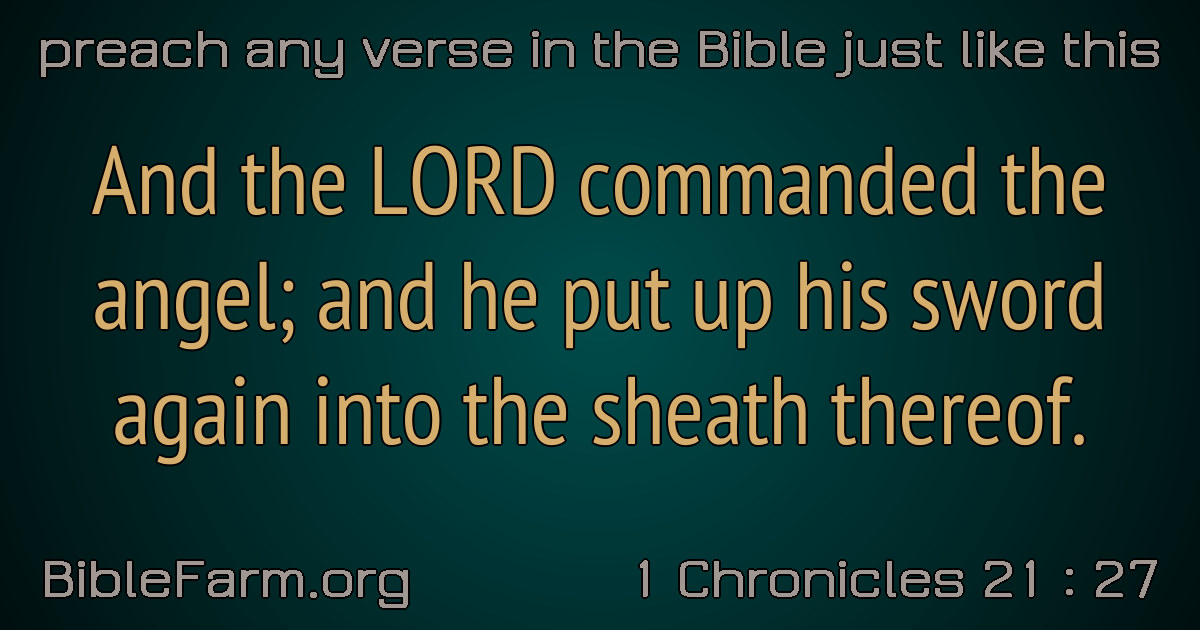 preach any verse in the Bible just like this
And the LORD commanded the
angel; and he put up his sword
again into the sheath thereof.
BibleFarm.org
1 Chronicles 21 : 27